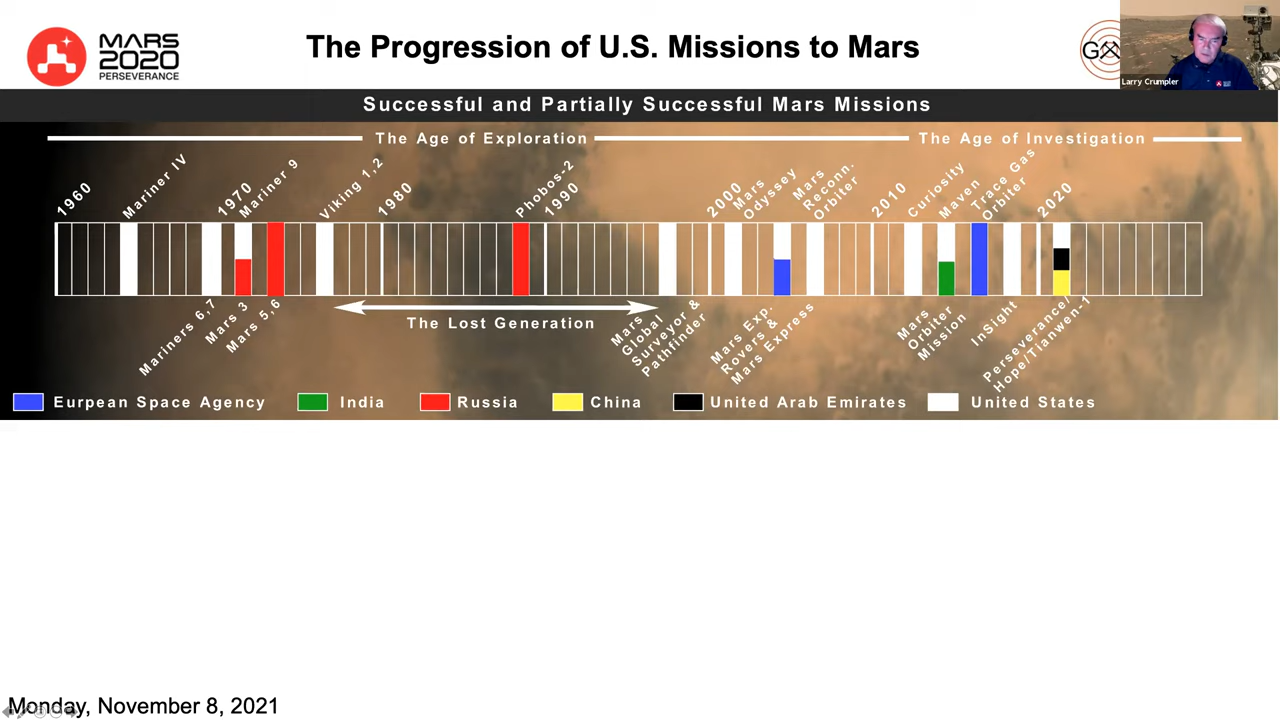 MARS
2020
PERSEVERANCE
The Progression of U.S. Missions to Mars
G
Larry Crumpler
Successful and Partially Successful Mars Missions
The Age of Exploration
The Age of Investigation
1960
Mariner IV
1970
Mariner 9
Viking 1,2
1980
Phobos-2
1990
2000
Mars
Odyssey
Mars
Reconn.
Orbiter
2010
Curiosity
Maven
Trace Gas
Orbiter
2020
Mariners 6,7
Mars 3
Mars 5,6
The Lost Generation
Mars
Global
Surveyor &
Pathfinder
Mars Exp.
Rovers &
Mars Express
Mars
Orbiter
Mission
InSight
Perseverance/
Hope/Tianwen-1
Eurpean Space Agency
India
Russia
China
United Arab Emirates
United States
Monday, November 8, 2021